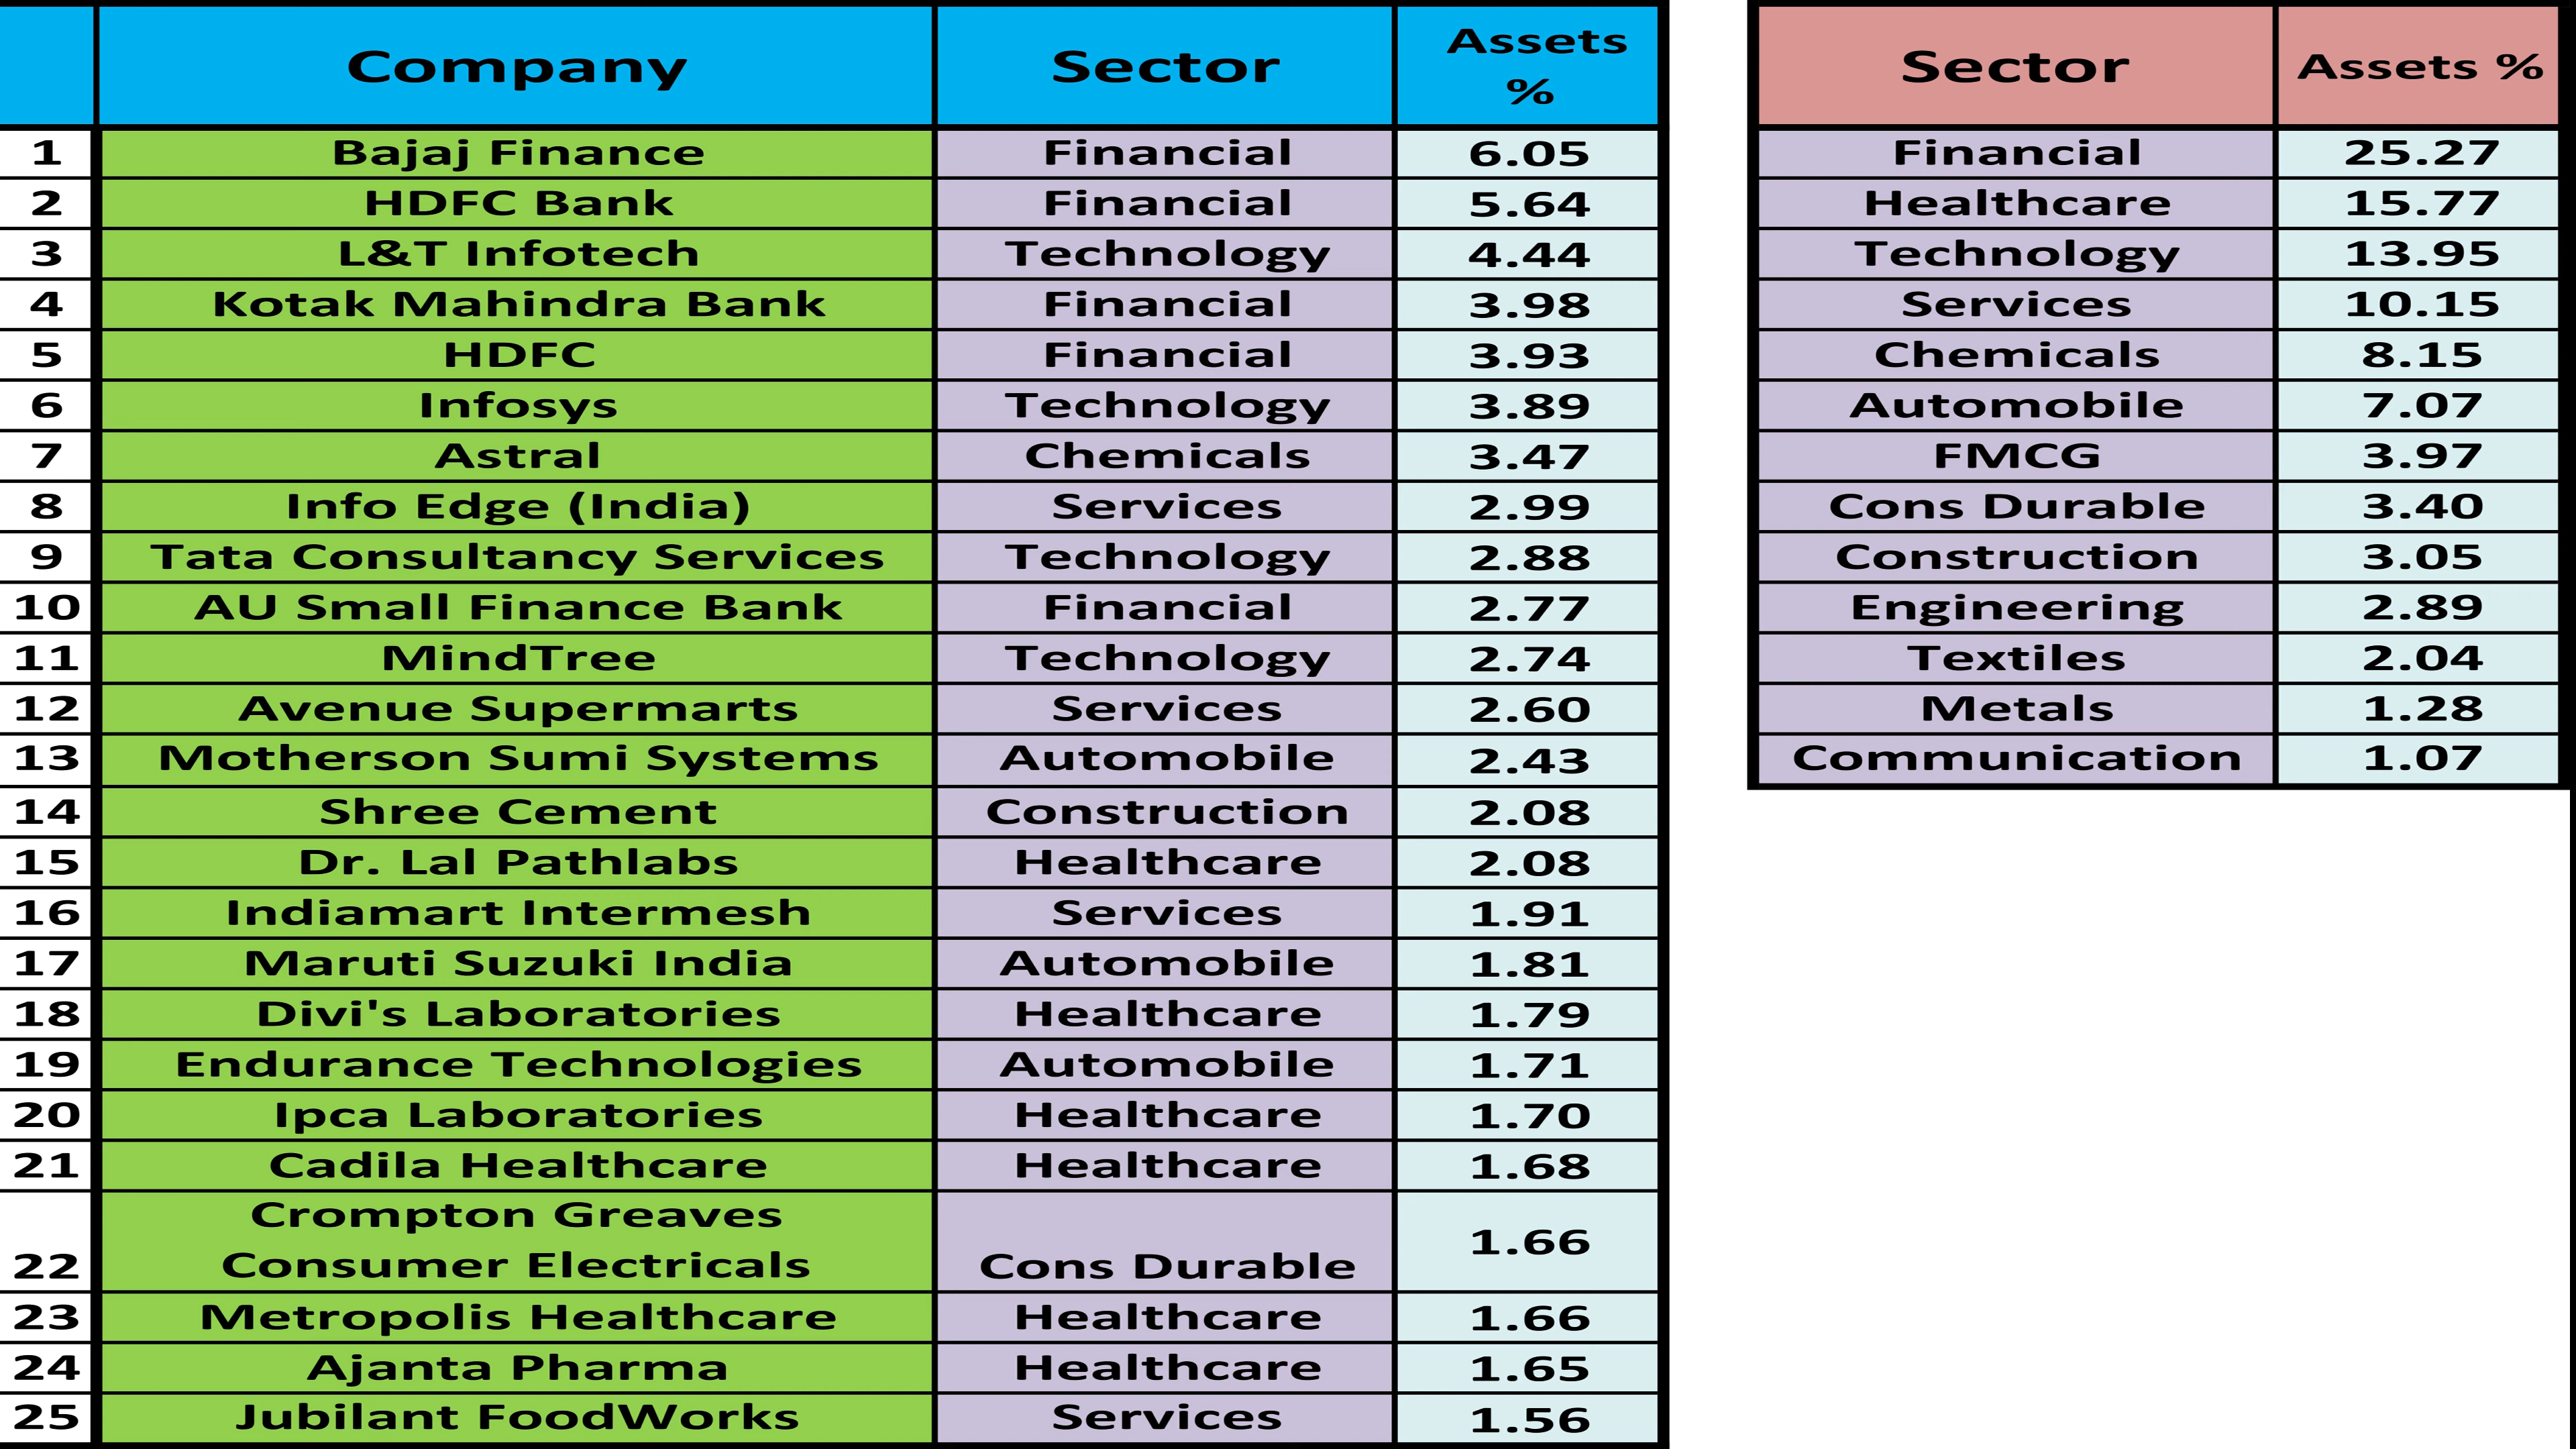 Company Sector Assets %
1 Bajaj Finance Financial 6.05
2 HDFC Bank Financial 5.64
3 L&T Infotech Technology 4.44
4 Kotak Mahindra Bank Financial 3.98
5 HDFC Financial 3.93
6 Infosys Technology 3.89
7 Astral Chemicals 3.47
8 Info Edge (India) Services 2.99
9 Tata Consultancy Services Technology 2.88
10 AU Small Finance Bank Financial 2.77
11 MindTree Technology 2.74
12 Avenue Supermarts Services 2.60
13 Motherson Sumi Systems Automobile 2.43
14 Shree Cement Construction 2.08
15 Dr. Lal Pathlabs Healthcare 2.08
16 Indiamart Intermesh Services 1.91
17 Maruti Suzuki India Automobile 1.81
18 Divi's Laboratories Healthcare 1.79
19 Endurance Technologies Automobile 1.71
20 Ipca Laboratories Healthcare 1.70
21 Cadila Healthcare Healthcare 1.68
22 Crompton Greaves Consumer Electricals Cons Durable 1.66
23 Metropolis Healthcare Healthcare 1.66
24 Ajanta Pharma Healthcare 1.65
25 Jubilant FoodWorks Services 1.56
Sector Assets %
Financial 25.27
Healthcare 15.77
Technology 13.95
Services 10.15
Chemicals 8.15
Automobile 7.07
FMCG 3.97
Cons Durable 3.40
Construction 3.05
Engineering 2.89
Textiles 2.04
Metals 1.28
Communication 1.07